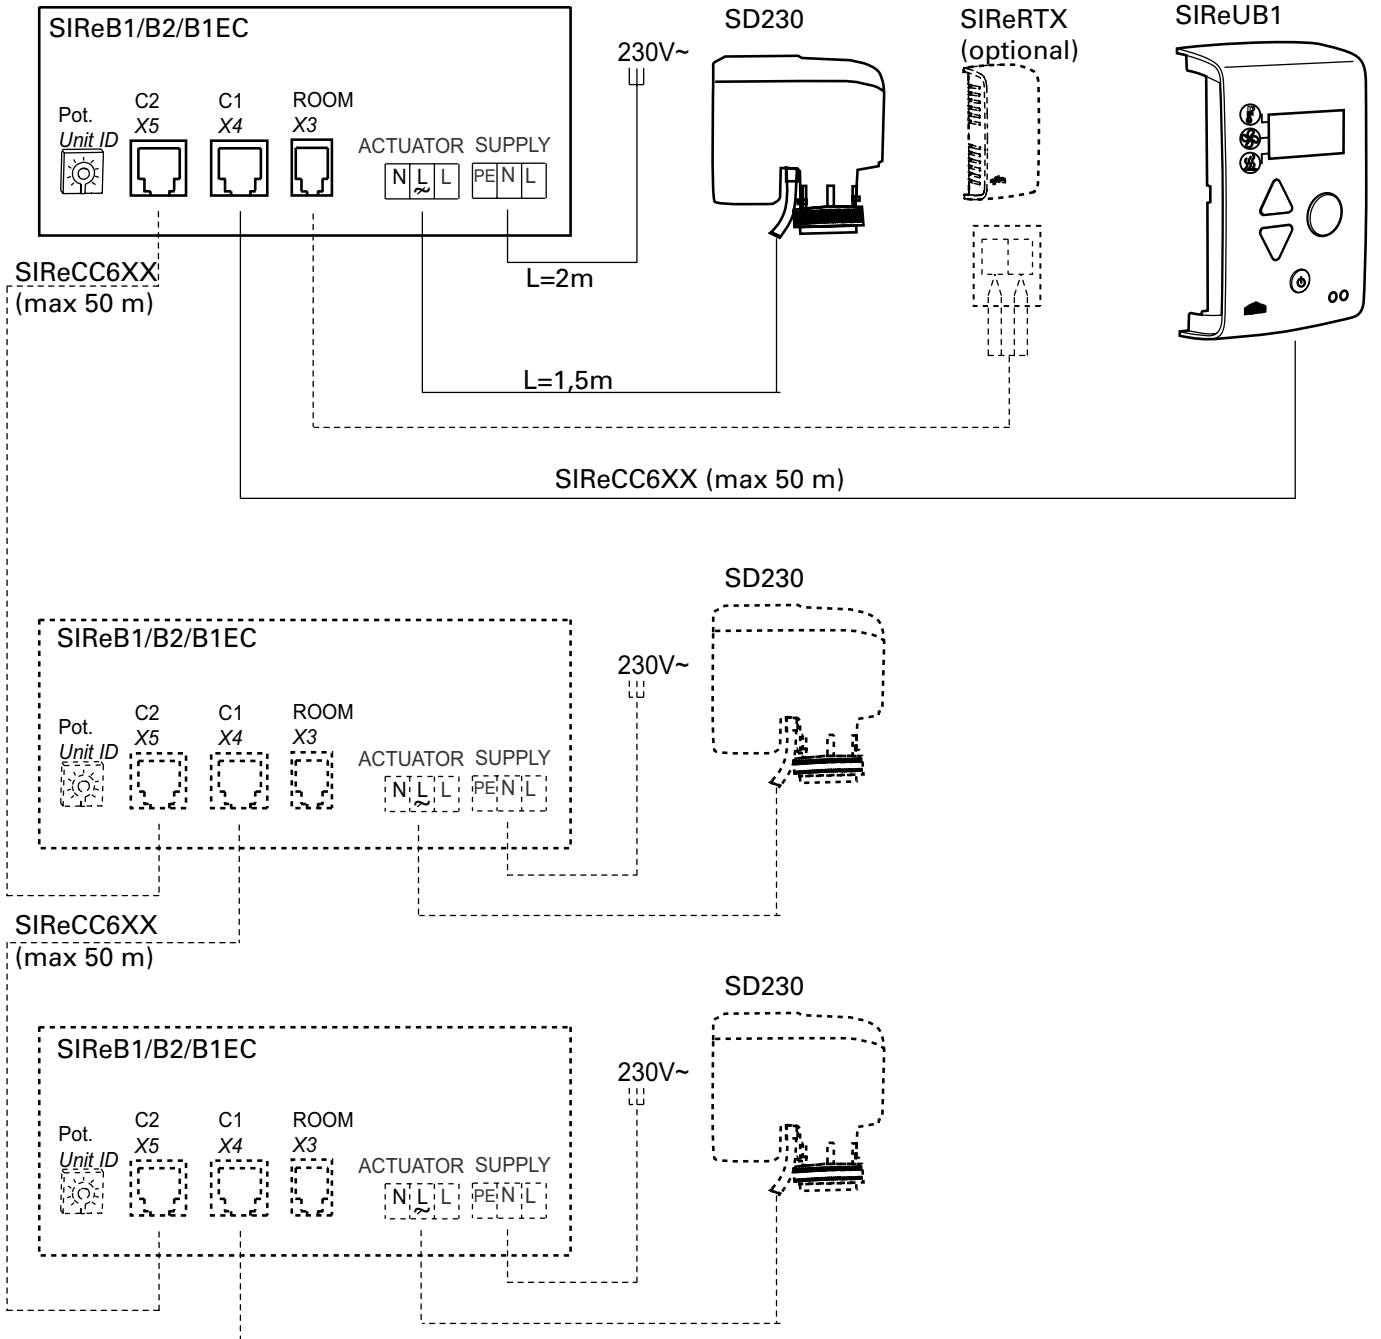 SIReB1/B2/B1EC
SD230
SIReRTX
(optional)
SIReUB1
230V~
Pot.
Unit ID
C2
X5
C1
X4
ROOM
X3
ACTUATOR
SUPPLY
N L L
≈
PE N L
SIReCC6XX
(max 50 m)
L=2m
L=1,5m
SIReCC6XX (max 50 m)
SD230
SIReB1/B2/B1EC
230V~
Pot.
Unit ID
C2
X5
C1
X4
ROOM
X3
ACTUATOR
SUPPLY
N L L
≈
PE N L
SIReCC6XX
(max 50 m)
SD230
SIReB1/B2/B1EC
230V~
Pot.
Unit ID
C2
X5
C1
X4
ROOM
X3
ACTUATOR
SUPPLY
N L L
≈
PE N L